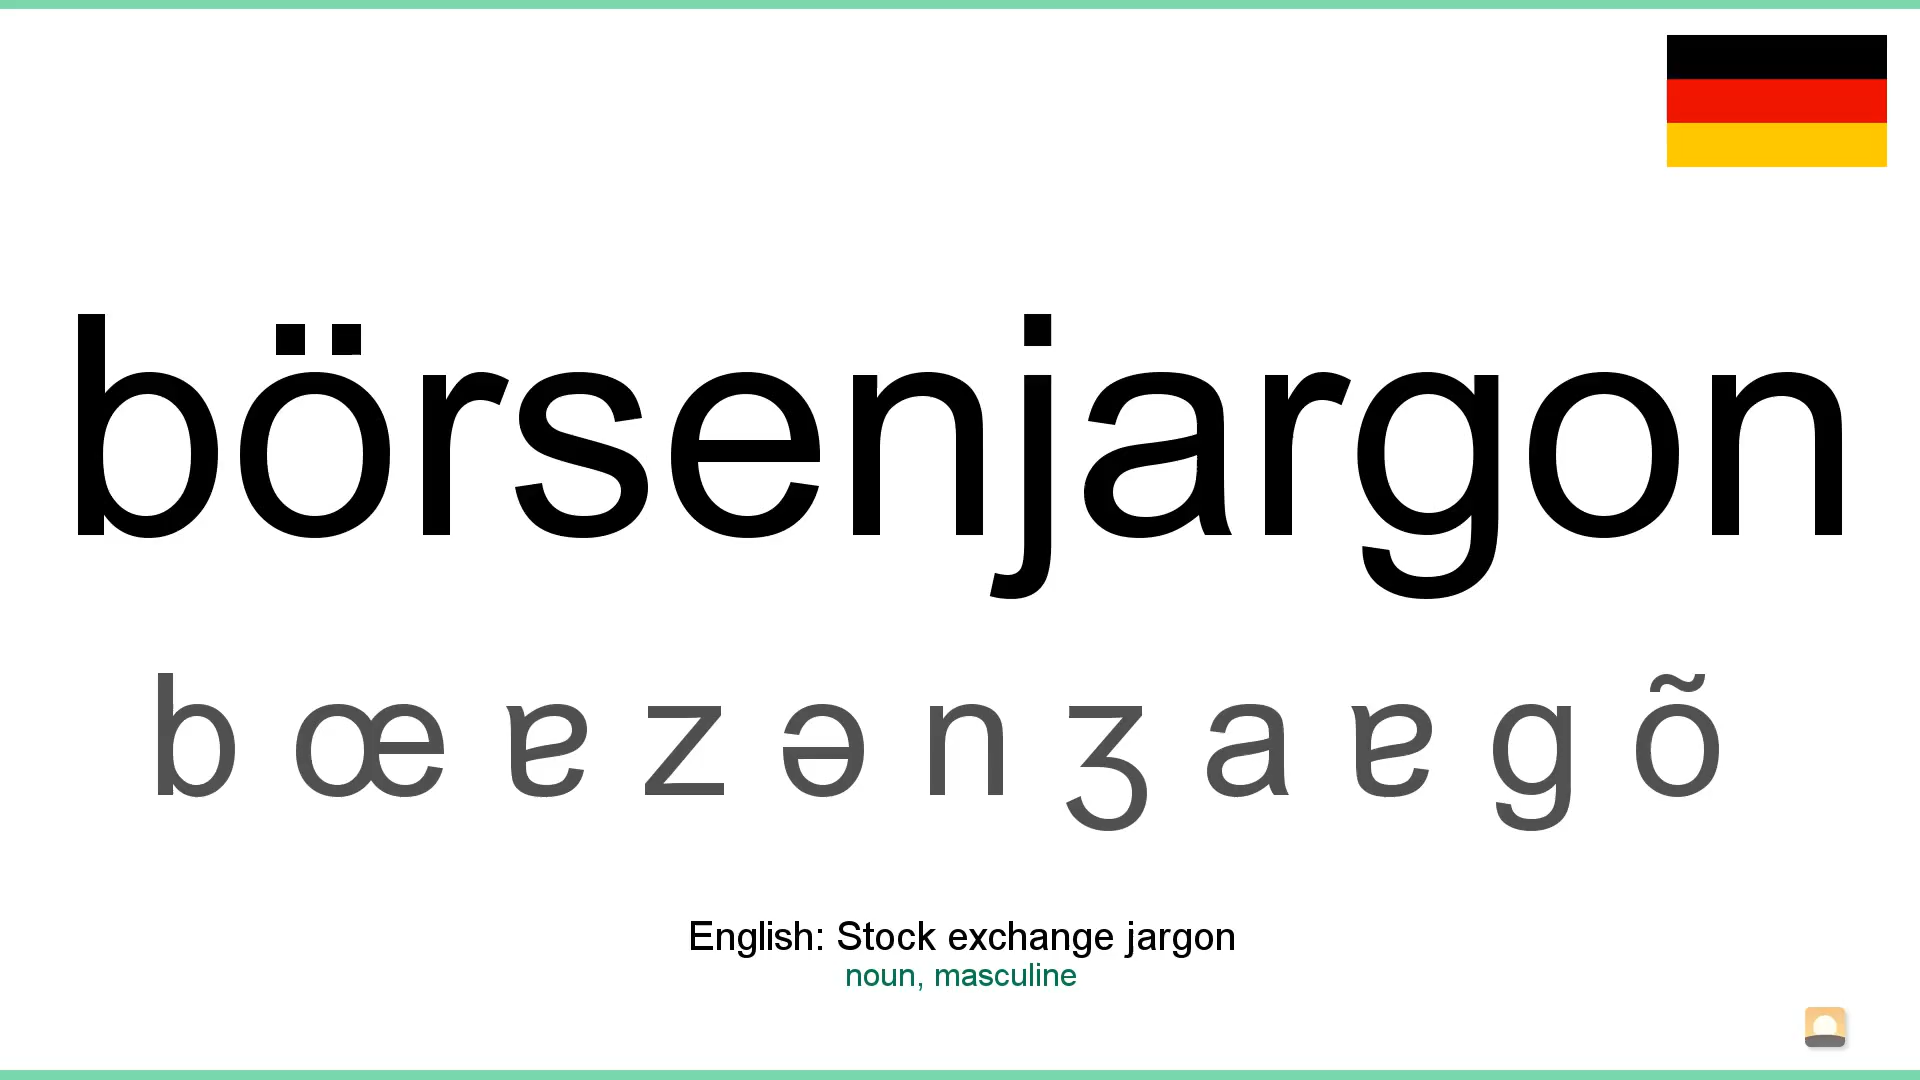 börsenjargon
b œ ɐ z ə n ʒ a ɐ g õ
English: Stock exchange jargon
noun, masculine